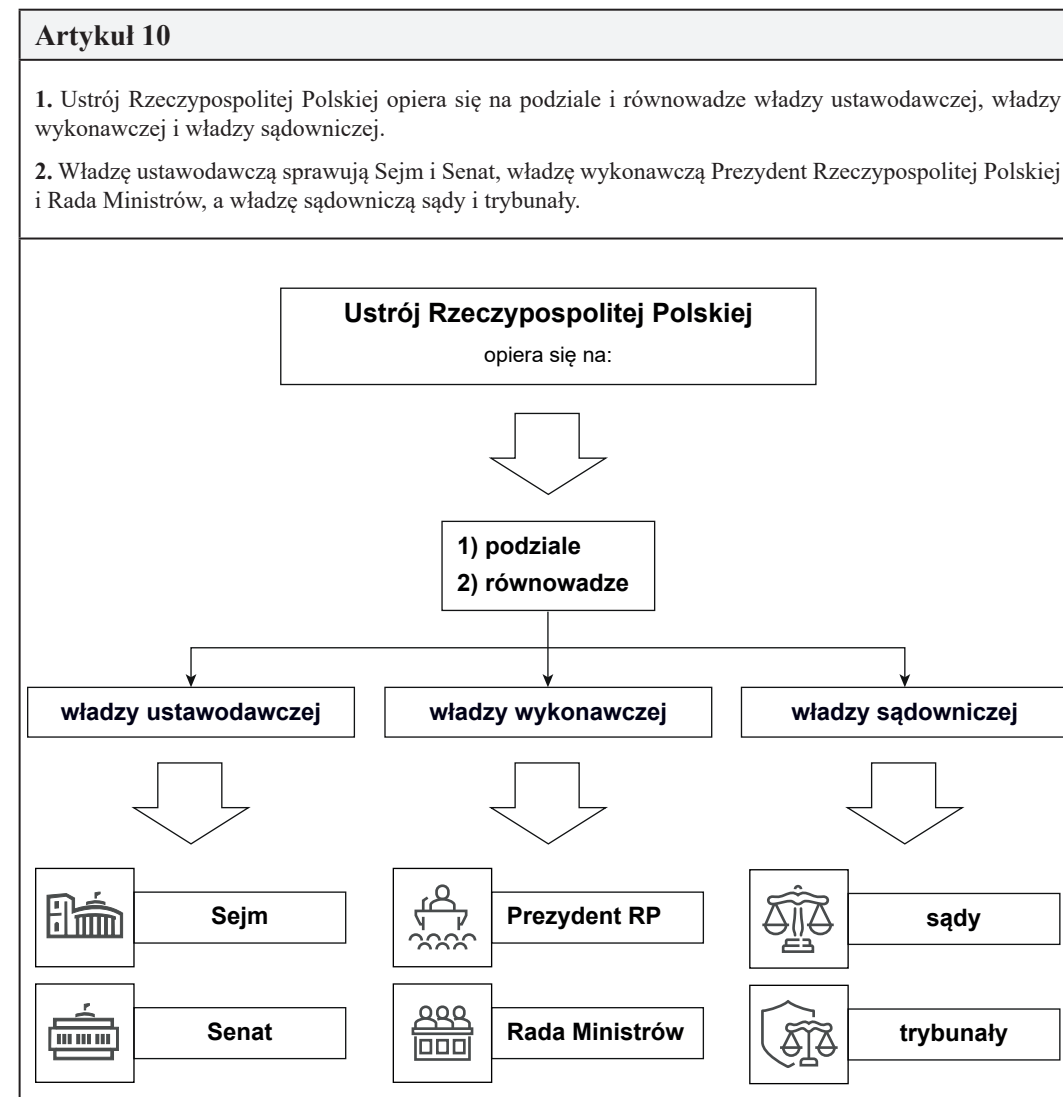 Artykuł 10
1. Ustrój Rzeczypospolitej Polskiej opiera się na podziale i równowadze władzy ustawodawczej, władzy
wykonawczej i władzy sądowniczej.
2. Władzę ustawodawczą sprawują Sejm i Senat, władzę wykonawczą Prezydent Rzeczypospolitej Polskiej
i Rada Ministrów, a władzę sądowniczą sądy i trybunały.
Ustrój Rzeczypospolitej Polskiej
opiera się na:
1) podziale
2) równowadze
władzy ustawodawczej
władzy wykonawczej
władzy sądowniczej
Sejm
Prezydent RP
sądy
Senat
Rada Ministrów
trybunały